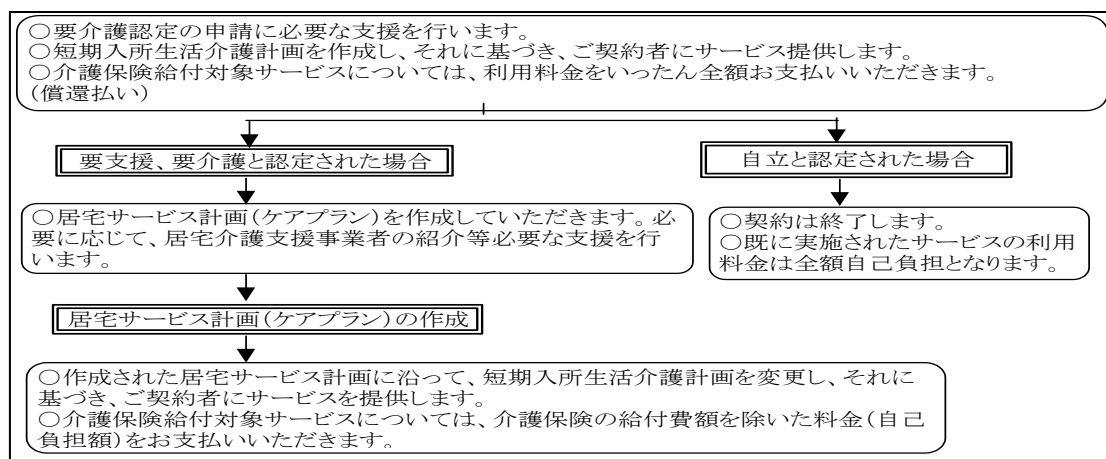 ○要介護認定の申請に必要な支援を行います。
○短期入所生活介護計画を作成し、それに基づき、ご契約者にサービス提供します。
○介護保険給付対象サービスについては、利用料金をいったん全額お支払いいただきます。
(償還払い)
要支援、要介護と認定された場合
自立と認定された場合
○居宅サービス計画(ケアプラン)を作成していただきます。必
要に応じて、居宅介護支援事業者の紹介等必要な支援を行
います。
○契約は終了します。
○既に実施されたサービスの利用
料金は全額自己負担となります。
居宅サービス計画(ケアプラン)の作成
○作成された居宅サービス計画に沿って、短期入所生活介護計画を変更し、それに
基づき、ご契約者にサービスを提供します。
○介護保険給付対象サービスについては、介護保険の給付費額を除いた料金(自己
負担額)をお支払いいただきます。